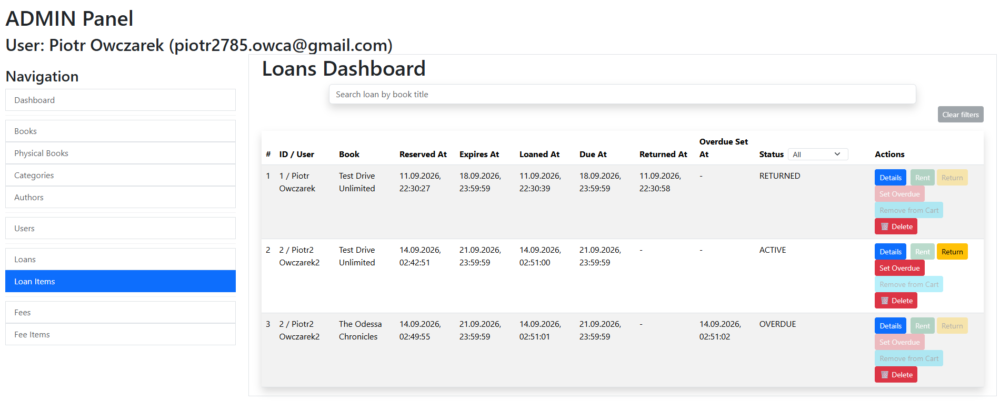 ADMIN Panel
User: Piotr Owczarek (piotr2785.owca@gmail.com)
Navigation
Dashboard
Books
Physical Books
Categories
Authors
Users
Loans
Loan Items
Fees
Fee Items
Loans Dashboard
Search loan by book title
Clear filters
# ID / User Book Reserved At Expires At Loaned At Due At Returned At Overdue Set At Status All Actions
1 1 / Piotr Owczarek Test Drive Unlimited 11.09.2026, 22:30:27 18.09.2026, 23:59:59 11.09.2026, 22:30:39 18.09.2026, 23:59:59 11.09.2026, 22:30:58 - RETURNED Details Rent Return
Set Overdue
Remove from Cart
Delete
2 2 / Piotr2 Owczarek2 Test Drive Unlimited 14.09.2026, 02:42:51 21.09.2026, 23:59:59 14.09.2026, 02:51:00 21.09.2026, 23:59:59 - - ACTIVE Details Rent Return
Set Overdue
Remove from Cart
Delete
3 2 / Piotr2 Owczarek2 The Odessa Chronicles 14.09.2026, 02:49:55 21.09.2026, 23:59:59 14.09.2026, 02:51:01 21.09.2026, 23:59:59 - 14.09.2026, 02:51:02 OVERDUE Details Rent Return
Set Overdue
Remove from Cart
Delete